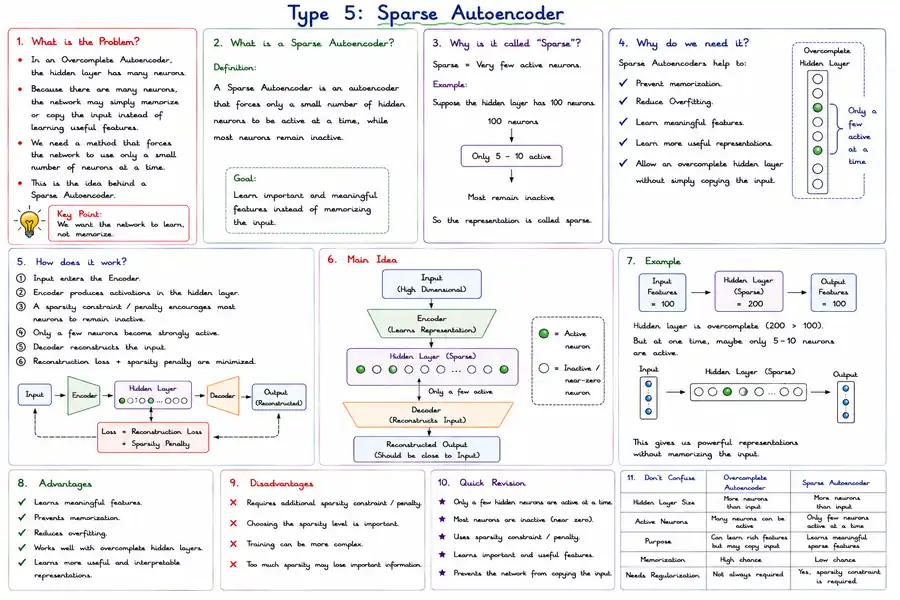 Type 5: Sparse Autoencoder
1. What is the Problem?
• In an Overcomplete Autoencoder,
the hidden layer has many neurons.
• Because there are many neurons,
the network may simply memorize
or copy the input instead of
learning useful features.
• We need a method that forces
the network to use only a small
number of neurons at a time.
• This is the idea behind a
Sparse Autoencoder.
Key Point:
We want the network to learn,
not memorize.
2. What is a Sparse Autoencoder?
Definition:
A Sparse Autoencoder is an autoencoder
that forces only a small number of hidden
neurons to be active at a time, while
most neurons remain inactive.
Goal:
Learn important and meaningful
features instead of memorizing
the input.
3. Why is it called "Sparse"?
Sparse = Very few active neurons.
Example:
Suppose the hidden layer has 100 neurons.
100 neurons
Only 5 - 10 active
Most remain inactive
So the representation is called sparse.
4. Why do we need it?
Sparse Autoencoders help to:
✓ Prevent memorization.
✓ Reduce Overfitting.
✓ Learn meaningful features.
✓ Learn more useful representations.
✓ Allow an overcomplete hidden layer
without simply copying the input.
Overcomplete
Hidden Layer
Only a
few
active
at a
time
5. How does it work?
① Input enters the Encoder.
② Encoder produces activations in the hidden layer.
③ A sparsity constraint / penalty encourages most
neurons to remain inactive.
④ Only a few neurons become strongly active.
⑤ Decoder reconstructs the input.
⑥ Reconstruction loss + sparsity penalty are minimized.
Input
Encoder
Hidden Layer
Decoder
Output
(Reconstructed)
Loss = Reconstruction Loss
+ Sparsity Penalty
6. Main Idea
Input
(High Dimensional)
Encoder
(Learns Representation)
Hidden Layer (Sparse)
...
Only a few active
Decoder
(Reconstructs Input)
Reconstructed Output
(Should be close to Input)
= Active
neuron
= Inactive /
near-zero
neuron
7. Example
Input
Features
= 100
Hidden Layer
(Sparse)
= 200
Output
Features
= 100
Hidden layer is overcomplete (200 > 100).
But at one time, maybe only 5-10 neurons
are active.
Input
Hidden Layer (Sparse)
...
Output
This gives us powerful representations
without memorizing the input.
8. Advantages
✓ Learns meaningful features.
✓ Prevents memorization.
✓ Reduces overfitting.
✓ Works well with overcomplete hidden layers.
✓ Learns more useful and interpretable
representations.
9. Disadvantages
✗ Requires additional sparsity constraint / penalty.
✗ Choosing the sparsity level is important.
✗ Training can be more complex.
✗ Too much sparsity may lose important information.
10. Quick Revision
★ Only a few hidden neurons are active at a time.
★ Most neurons are inactive (near zero).
★ Uses sparsity constraint / penalty.
★ Learns important and useful features.
★ Prevents the network from copying the input.
11. Don't Confuse
Overcomplete
Autoencoder
Sparse Autoencoder
Hidden Layer Size
More neurons
than input
More neurons
than input
Active Neurons
Many neurons can be
active
Only few neurons
active at a time
Purpose
Can learn rich features
but may copy input
Learns meaningful
sparse features
Memorization
High chance
Low chance
Needs Regularization
Not always required
Yes, sparsity constraint
is required.